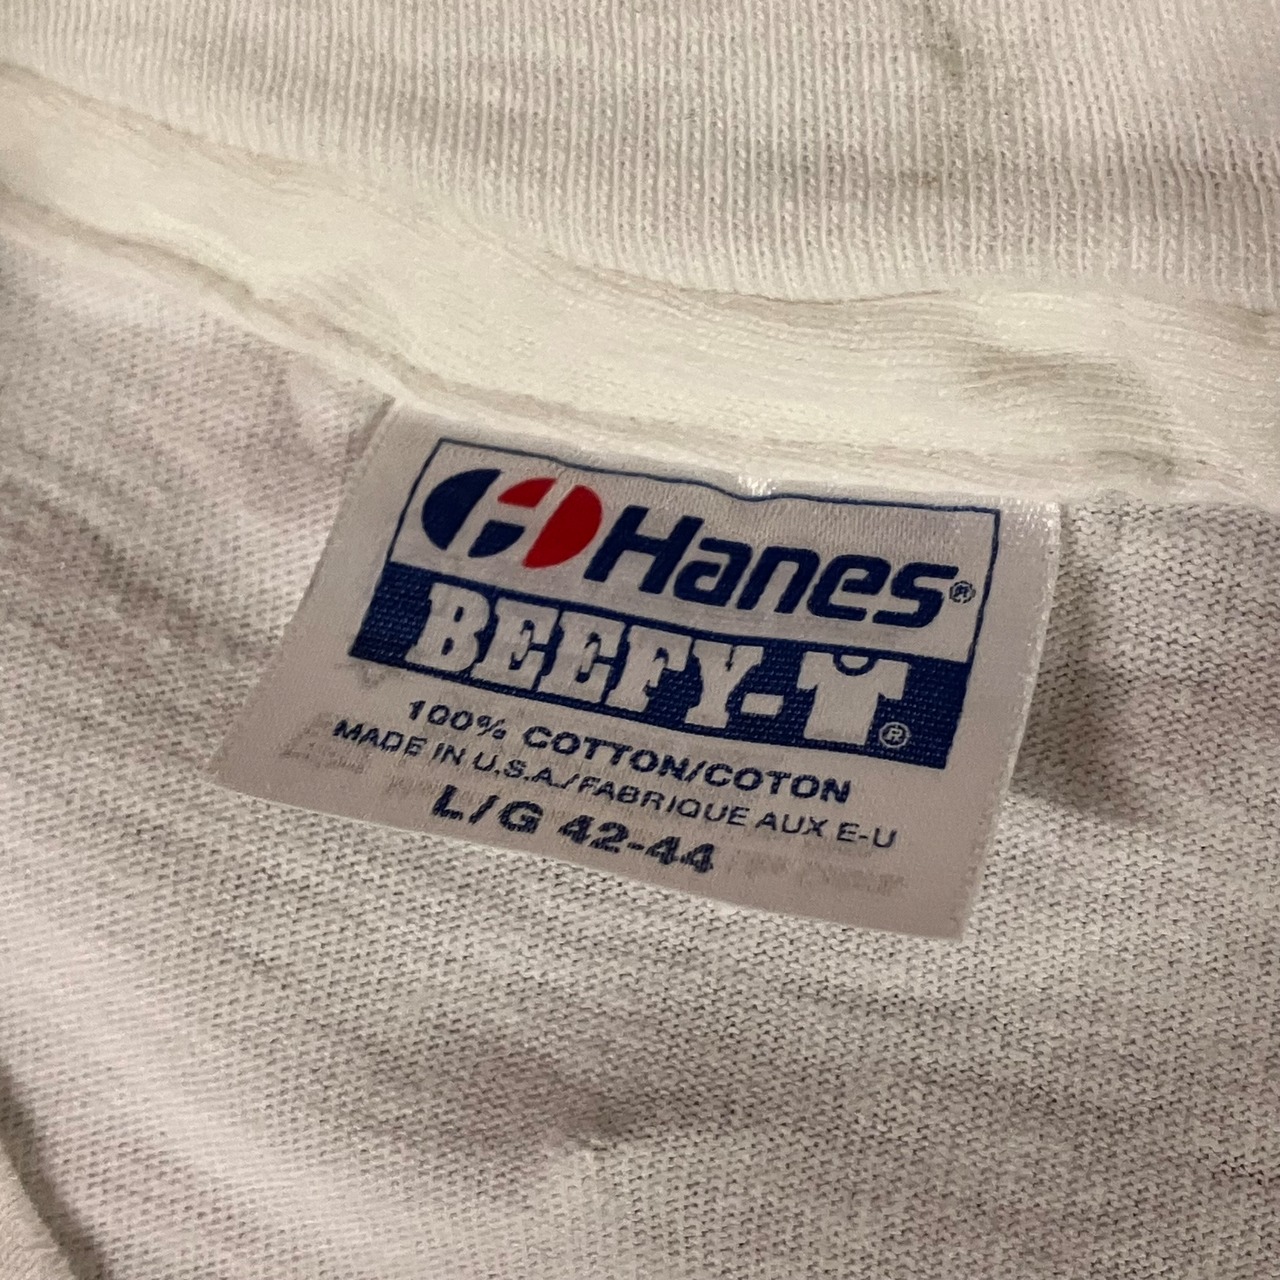 Hanes®
BEEFY-T®
100% COTTON/COTON
MADE IN U.S.A./FABRIQUE AUX E-U
L/G 42-44